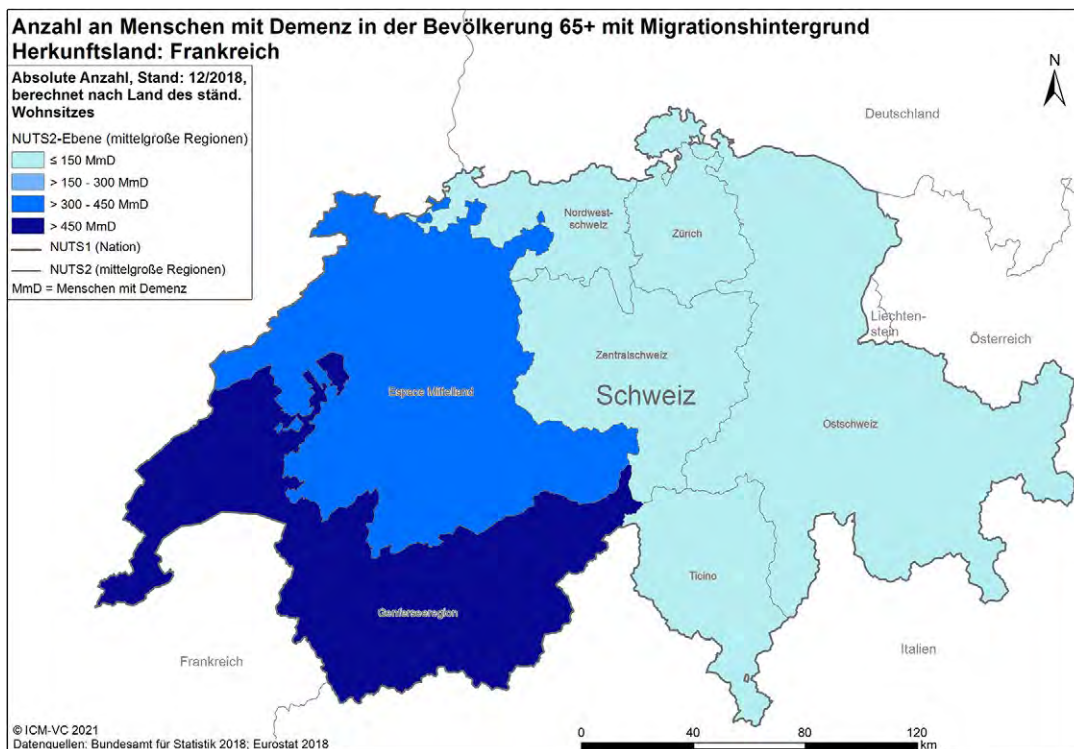 Anzahl an Menschen mit Demenz in der Bevölkerung 65+ mit Migrationshintergrund
Herkunftsland: Frankreich
Absolute Anzahl, Stand: 12/2018,
berechnet nach Land des ständ.
Wohnsitzes
NUTS2-Ebene (mittelgroße Regionen)
≤ 150 MmD
> 150 - 300 MmD
> 300 - 450 MmD
> 450 MmD
NUTS1 (Nation)
NUTS2 (mittelgroße Regionen)
MmD = Menschen mit Demenz
N
Deutschland
Nordwest-
schweiz
Zürich
Liechten-
stein
Österreich
Zentralschweiz
Schweiz
Espace Mittelland
Ostschweiz
Ticino
Genferseeregion
Frankreich
Italien
© ICM-VC 2021
Datenquellen: Bundesamt für Statistik 2018; Eurostat 2018
0 20 40 80 120
km